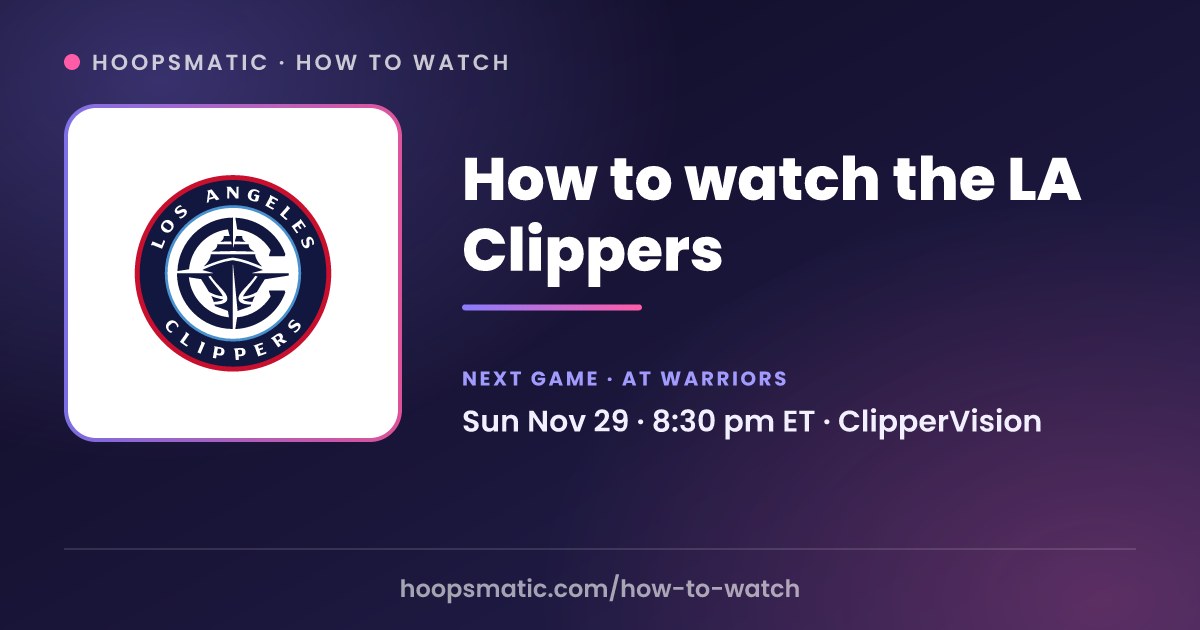 HOOPSMATIC · HOW TO WATCH
LOS ANGELES
CLIPPERS
How to watch the LA
Clippers
NEXT GAME · AT WARRIORS
Sun Nov 29 · 8:30 pm ET · ClipperVision
hoopsmatic.com/how-to-watch